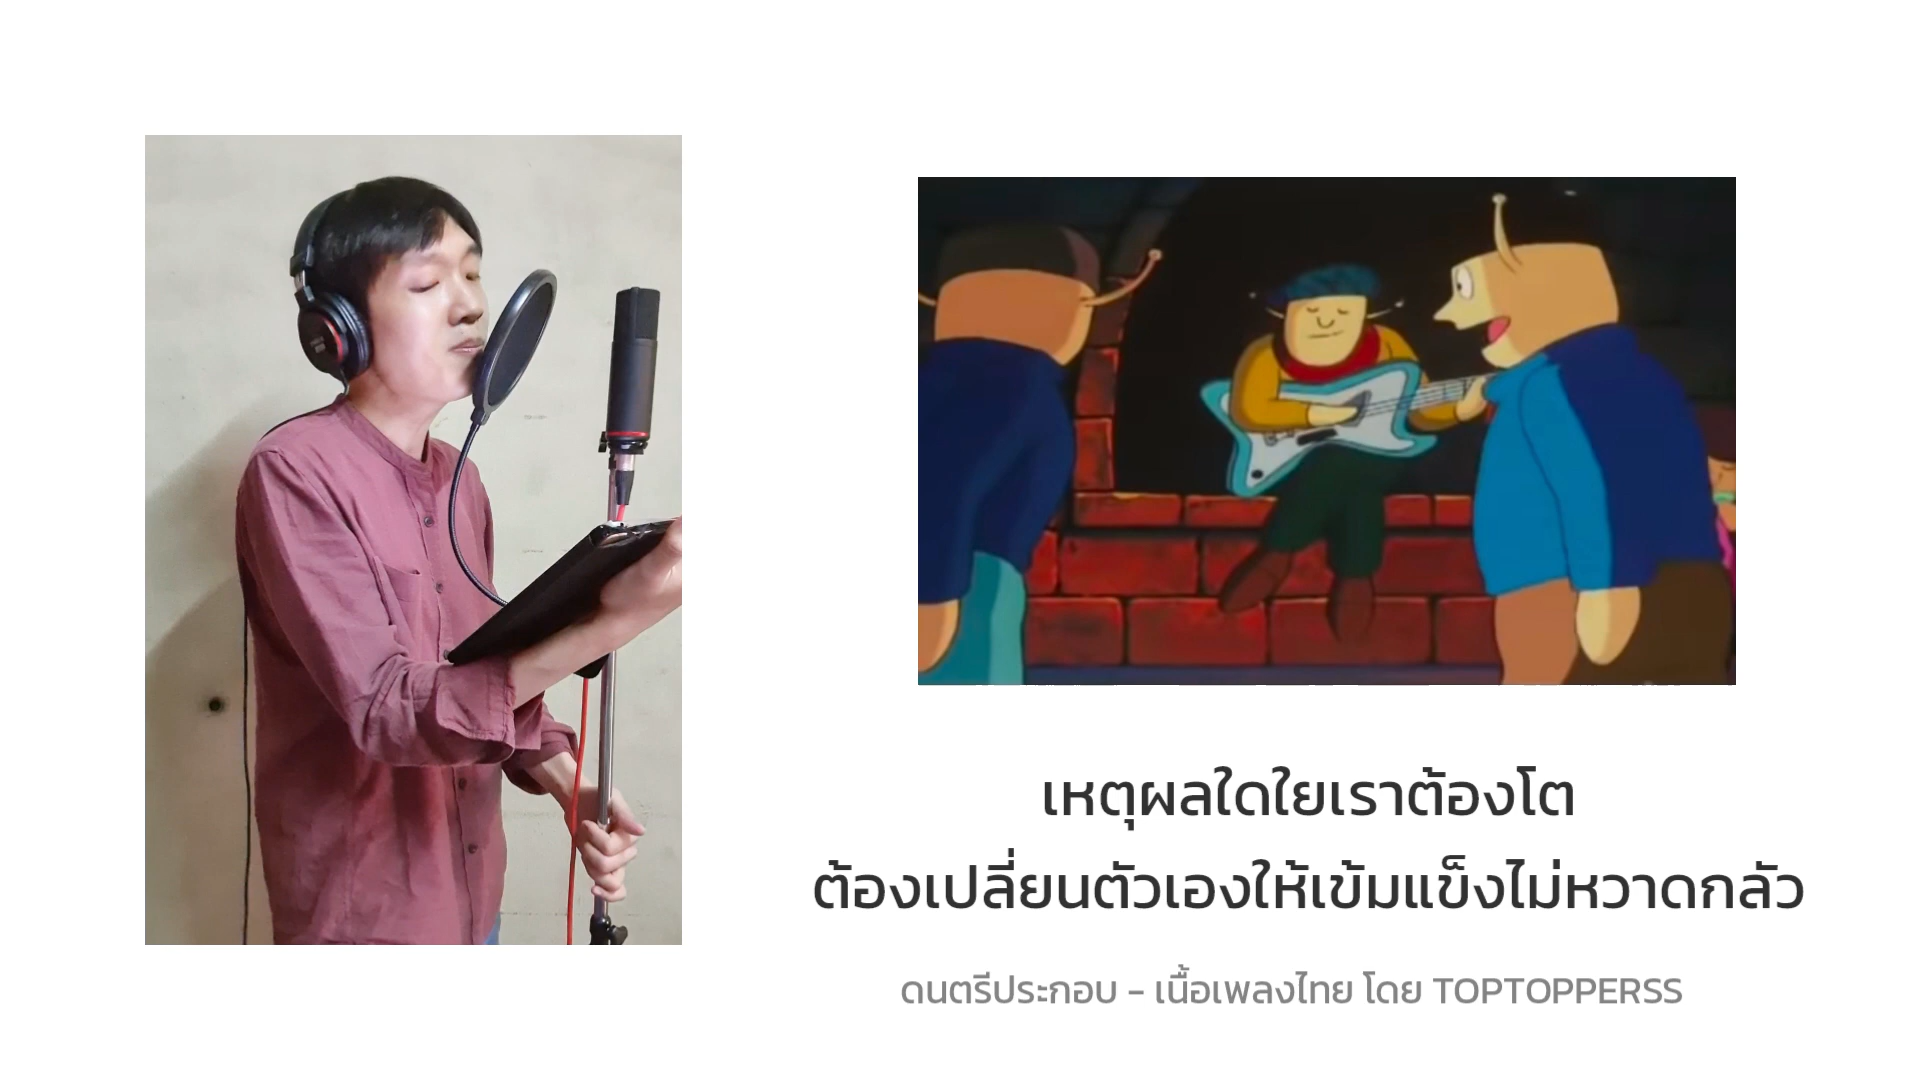 เหตุผลใดใยเราต้องโต
ต้องเปลี่ยนตัวเองให้เข้มแข็งไม่หวาดกลัว
ดนตรีประกอบ - เนื้อเพลงไทย โดย TOPTOPPERSS